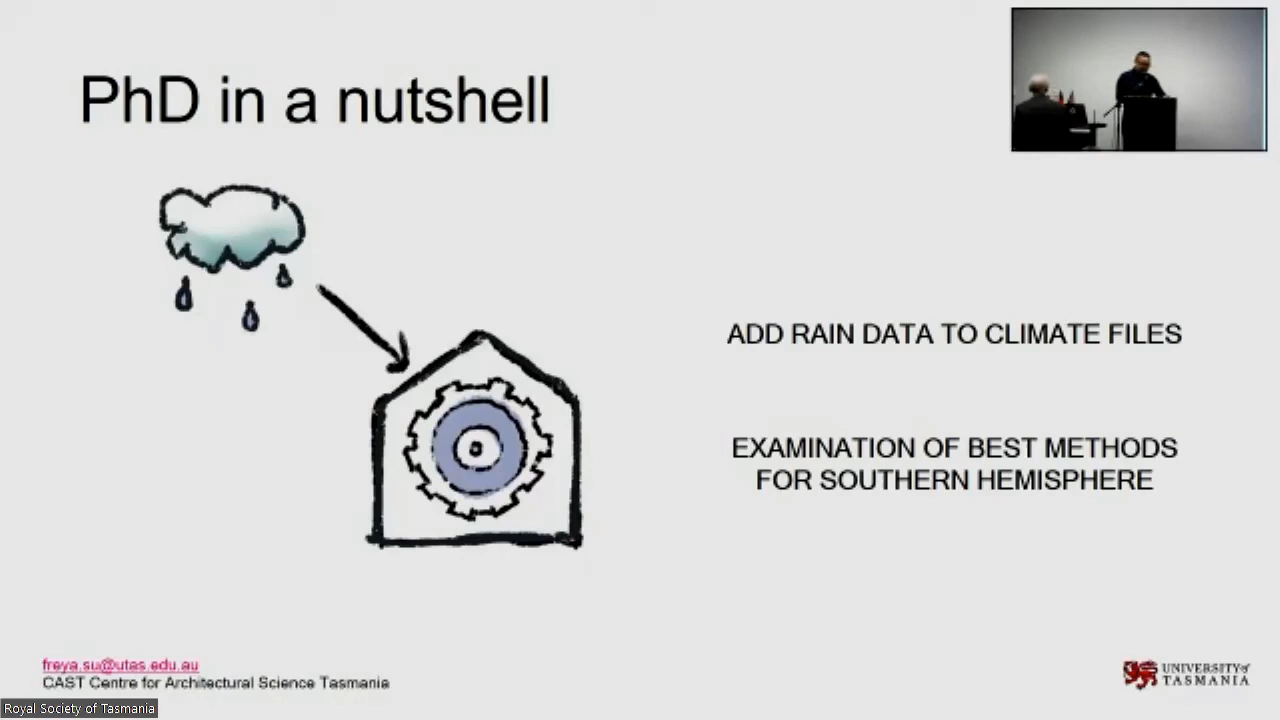 PhD in a nutshell
ADD RAIN DATA TO CLIMATE FILES
EXAMINATION OF BEST METHODS
FOR SOUTHERN HEMISPHERE
freya.su@utas.edu.au
CAST Centre for Architectural Science Tasmania
UNIVERSITY of
TASMANIA
Royal Society of Tasmania